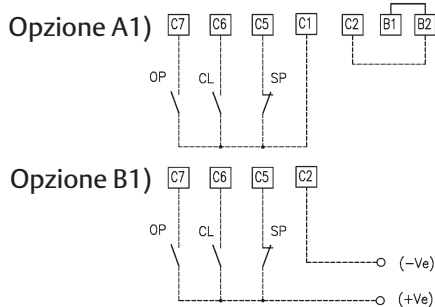 Opzione A1) C7 C6 C5 C1 C2 B1 B2
OP CL SP
Opzione B1) C7 C6 C5 C2
OP CL SP
(-Ve)
(+Ve)